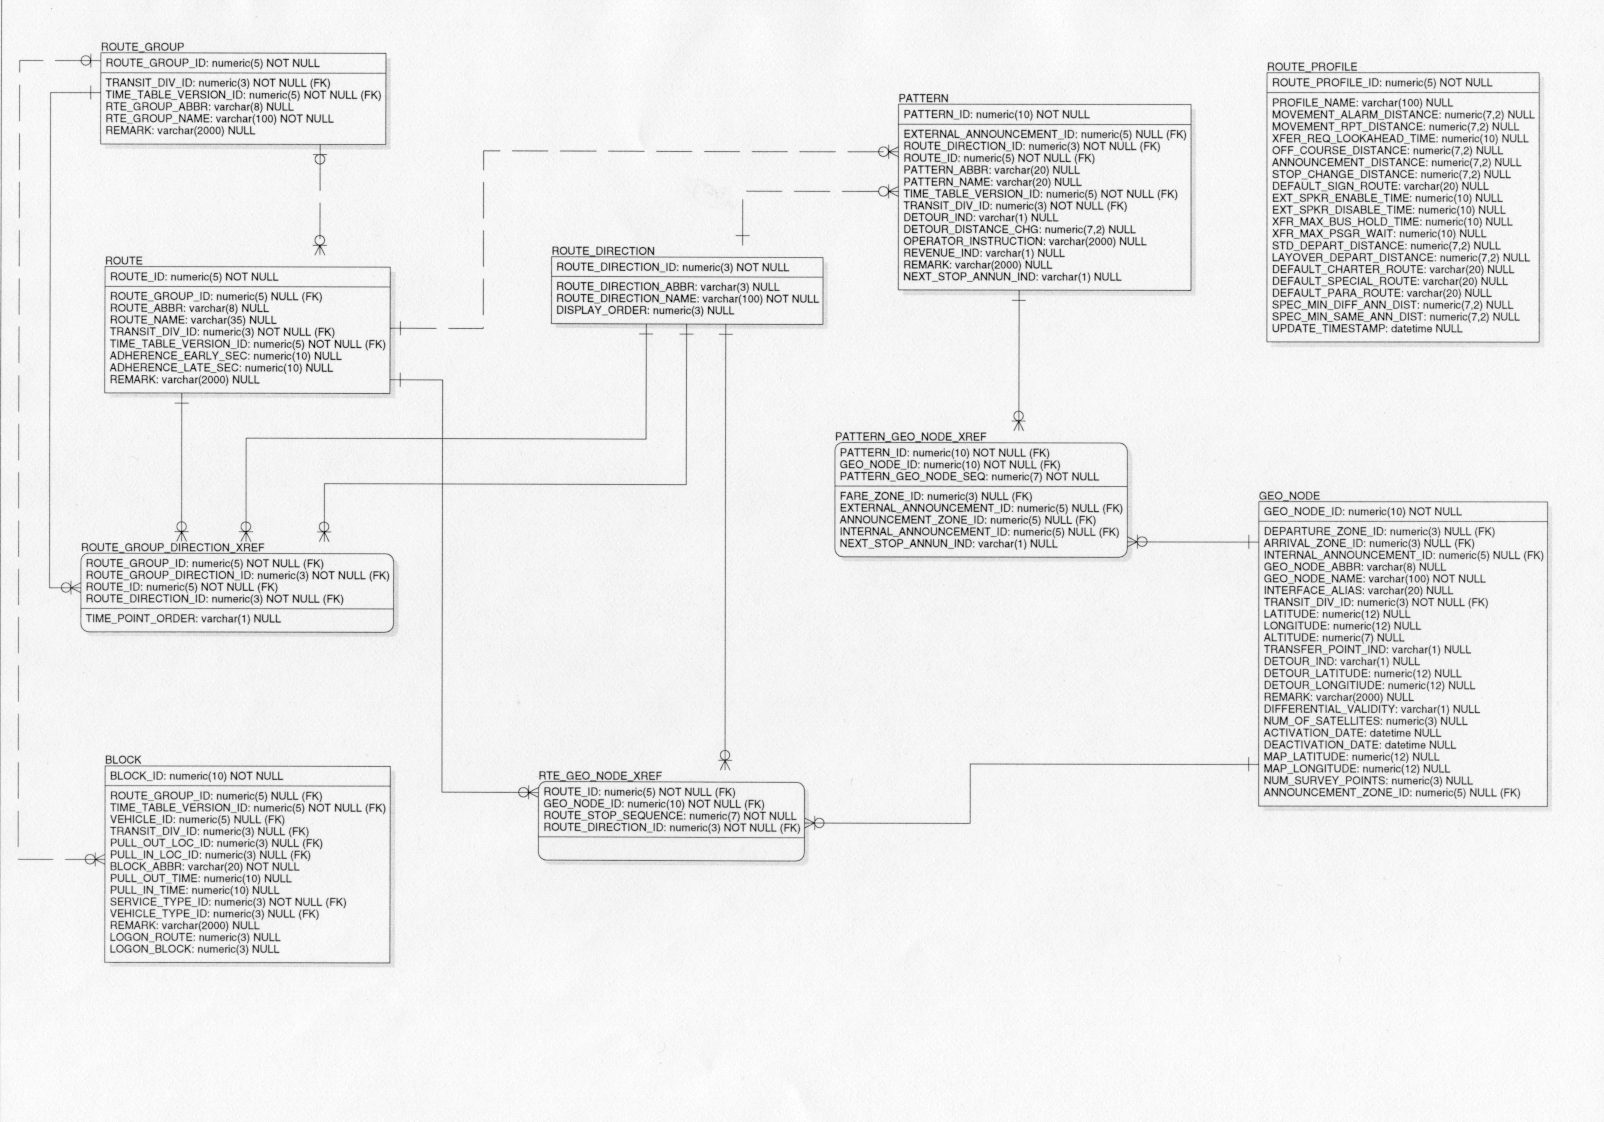 ROUTE_GROUP
ROUTE_GROUP_ID: numeric(5) NOT NULL
TRANSIT_DIV_ID: numeric(3) NOT NULL (FK)
TIME_TABLE_VERSION_ID: numeric(5) NOT NULL (FK)
RTE_GROUP_ABBR: varchar(8) NULL
RTE_GROUP_NAME: varchar(100) NOT NULL
REMARK: varchar(2000) NULL
ROUTE
ROUTE_ID: numeric(5) NOT NULL
ROUTE_GROUP_ID: numeric(5) NULL (FK)
ROUTE_ABBR: varchar(8) NULL
ROUTE_NAME: varchar(35) NULL
TRANSIT_DIV_ID: numeric(3) NOT NULL (FK)
TIME_TABLE_VERSION_ID: numeric(5) NOT NULL (FK)
ADHERENCE_EARLY_SEC: numeric(10) NULL
ADHERENCE_LATE_SEC: numeric(10) NULL
REMARK: varchar(2000) NULL
ROUTE_GROUP_DIRECTION_XREF
ROUTE_GROUP_ID: numeric(5) NOT NULL (FK)
ROUTE_GROUP_DIRECTION_ID: numeric(3) NOT NULL (FK)
ROUTE_ID: numeric(5) NOT NULL (FK)
ROUTE_DIRECTION_ID: numeric(3) NOT NULL (FK)
TIME_POINT_ORDER: varchar(1) NULL
BLOCK
BLOCK_ID: numeric(10) NOT NULL
ROUTE_GROUP_ID: numeric(5) NULL (FK)
TIME_TABLE_VERSION_ID: numeric(5) NOT NULL (FK)
VEHICLE_ID: numeric(5) NULL (FK)
TRANSIT_DIV_ID: numeric(3) NULL (FK)
PULL_OUT_LOC_ID: numeric(3) NULL (FK)
PULL_IN_LOC_ID: numeric(3) NULL (FK)
BLOCK_ABBR: varchar(20) NOT NULL
PULL_OUT_TIME: numeric(10) NULL
PULL_IN_TIME: numeric(10) NULL
SERVICE_TYPE_ID: numeric(3) NOT NULL (FK)
VEHICLE_TYPE_ID: numeric(3) NULL (FK)
REMARK: varchar(2000) NULL
LOGON_ROUTE: numeric(3) NULL
LOGON_BLOCK: numeric(3) NULL
ROUTE_DIRECTION
ROUTE_DIRECTION_ID: numeric(3) NOT NULL
ROUTE_DIRECTION_ABBR: varchar(3) NULL
ROUTE_DIRECTION_NAME: varchar(100) NOT NULL
DISPLAY_ORDER: numeric(3) NULL
RTE_GEO_NODE_XREF
ROUTE_ID: numeric(5) NOT NULL (FK)
GEO_NODE_ID: numeric(10) NOT NULL (FK)
ROUTE_STOP_SEQUENCE: numeric(7) NOT NULL
ROUTE_DIRECTION_ID: numeric(3) NOT NULL (FK)
PATTERN
PATTERN_ID: numeric(10) NOT NULL
EXTERNAL_ANNOUNCEMENT_ID: numeric(5) NULL (FK)
ROUTE_DIRECTION_ID: numeric(3) NOT NULL (FK)
ROUTE_ID: numeric(5) NOT NULL (FK)
PATTERN_ABBR: varchar(20) NULL
PATTERN_NAME: varchar(20) NULL
TIME_TABLE_VERSION_ID: numeric(5) NOT NULL (FK)
TRANSIT_DIV_ID: numeric(3) NOT NULL (FK)
DETOUR_IND: varchar(1) NULL
DETOUR_DISTANCE_CHG: numeric(7,2) NULL
OPERATOR_INSTRUCTION: varchar(2000) NULL
REVENUE_IND: varchar(1) NULL
REMARK: varchar(2000) NULL
NEXT_STOP_ANNUN_IND: varchar(1) NULL
PATTERN_GEO_NODE_XREF
PATTERN_ID: numeric(10) NOT NULL (FK)
GEO_NODE_ID: numeric(10) NOT NULL (FK)
PATTERN_GEO_NODE_SEQ: numeric(7) NOT NULL
FARE_ZONE_ID: numeric(3) NULL (FK)
EXTERNAL_ANNOUNCEMENT_ID: numeric(5) NULL (FK)
ANNOUNCEMENT_ZONE_ID: numeric(5) NULL (FK)
INTERNAL_ANNOUNCEMENT_ID: numeric(5) NULL (FK)
NEXT_STOP_ANNUN_IND: varchar(1) NULL
ROUTE_PROFILE
ROUTE_PROFILE_ID: numeric(5) NOT NULL
PROFILE_NAME: varchar(100) NULL
MOVEMENT_ALARM_DISTANCE: numeric(7,2) NULL
MOVEMENT_RPT_DISTANCE: numeric(7,2) NULL
XFER_REQ_LOOKAHEAD_TIME: numeric(10) NULL
OFF_COURSE_DISTANCE: numeric(7,2) NULL
ANNOUNCEMENT_DISTANCE: numeric(7,2) NULL
STOP_CHANGE_DISTANCE: numeric(7,2) NULL
DEFAULT_SIGN_ROUTE: varchar(20) NULL
EXT_SPKR_ENABLE_TIME: numeric(10) NULL
EXT_SPKR_DISABLE_TIME: numeric(10) NULL
XFR_MAX_BUS_HOLD_TIME: numeric(10) NULL
XFR_MAX_PSGR_WAIT: numeric(10) NULL
STD_DEPART_DISTANCE: numeric(7,2) NULL
LAYOVER_DEPART_DISTANCE: numeric(7,2) NULL
DEFAULT_CHARTER_ROUTE: varchar(20) NULL
DEFAULT_SPECIAL_ROUTE: varchar(20) NULL
DEFAULT_PARA_ROUTE: varchar(20) NULL
SPEC_MIN_DIFF_ANN_DIST: numeric(7,2) NULL
SPEC_MIN_SAME_ANN_DIST: numeric(7,2) NULL
UPDATE_TIMESTAMP: datetime NULL
GEO_NODE
GEO_NODE_ID: numeric(10) NOT NULL
DEPARTURE_ZONE_ID: numeric(3) NULL (FK)
ARRIVAL_ZONE_ID: numeric(3) NULL (FK)
INTERNAL_ANNOUNCEMENT_ID: numeric(5) NULL (FK)
GEO_NODE_ABBR: varchar(8) NULL
GEO_NODE_NAME: varchar(100) NOT NULL
INTERFACE_ALIAS: varchar(20) NULL
TRANSIT_DIV_ID: numeric(3) NOT NULL (FK)
LATITUDE: numeric(12) NULL
LONGITUDE: numeric(12) NULL
ALTITUDE: numeric(7) NULL
TRANSFER_POINT_IND: varchar(1) NULL
DETOUR_IND: varchar(1) NULL
DETOUR_LATITUDE: numeric(12) NULL
DETOUR_LONGITIUDE: numeric(12) NULL
REMARK: varchar(2000) NULL
DIFFERENTIAL_VALIDITY: varchar(1) NULL
NUM_OF_SATELLITES: numeric(3) NULL
ACTIVATION_DATE: datetime NULL
DEACTIVATION_DATE: datetime NULL
MAP_LATITUDE: numeric(12) NULL
MAP_LONGITUDE: numeric(12) NULL
NUM_SURVEY_POINTS: numeric(3) NULL
ANNOUNCEMENT_ZONE_ID: numeric(5) NULL (FK)